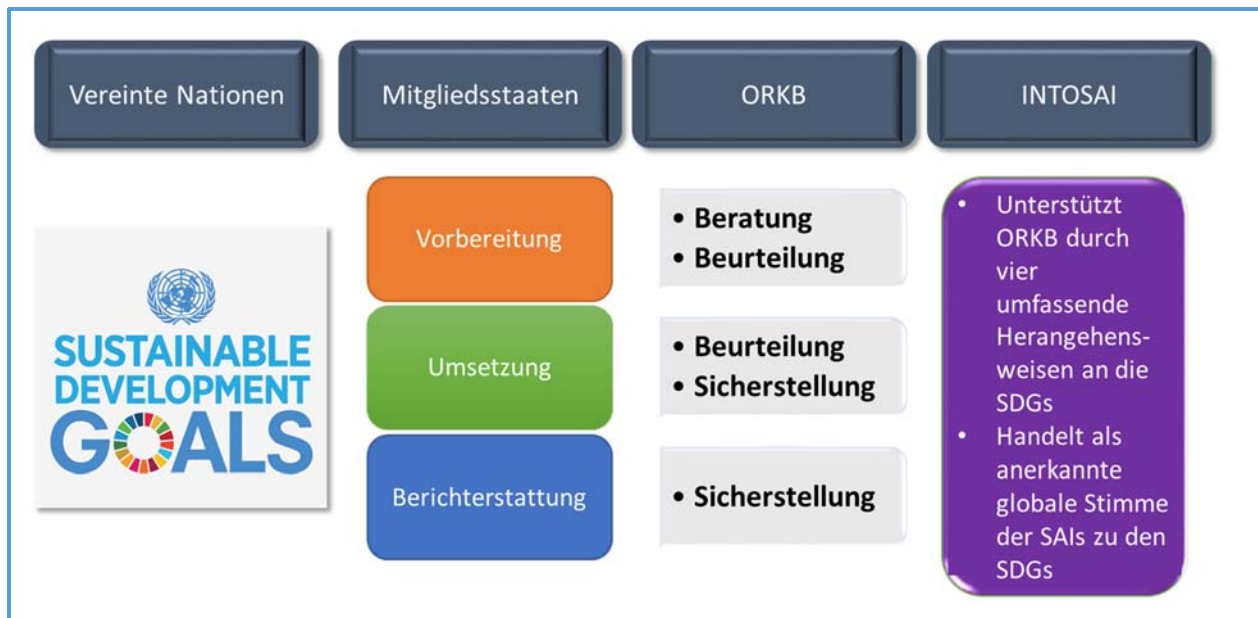 Vereinte Nationen
Mitgliedsstaaten
ORKB
INTOSAI
SUSTAINABLE
DEVELOPMENT
GOALS
Vorbereitung
Umsetzung
Berichterstattung
• Beratung
• Beurteilung
• Beurteilung
• Sicherstellung
• Sicherstellung
• Unterstützt
ORKB durch
vier
umfassende
Herangehens-
weisen an die
SDGs
• Handelt als
anerkannte
globale Stimme
der SAIs zu den
SDGs